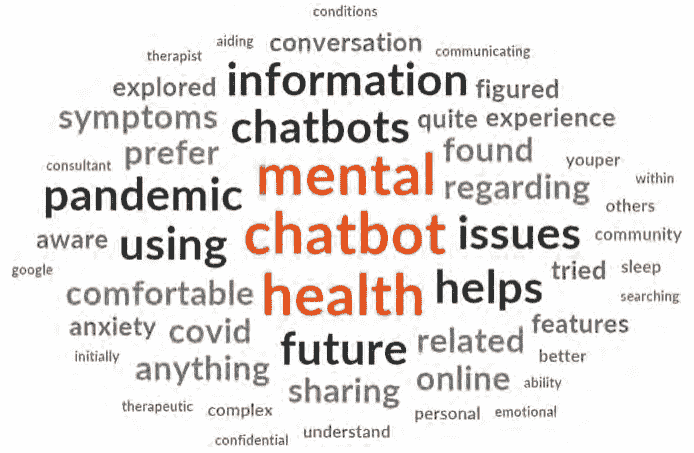 conditions
aiding conversation communicating
therapist
explored information figured
symptoms chatbots quite experience
prefer mental found
consultant youper
pandemic regarding within
others
aware using chatbot issues community
google tried sleep
comfortable health helps searching
anxiety covid features
initially future related better
anything online ability
sharing
therapeutic complex personal emotional
confidential understand